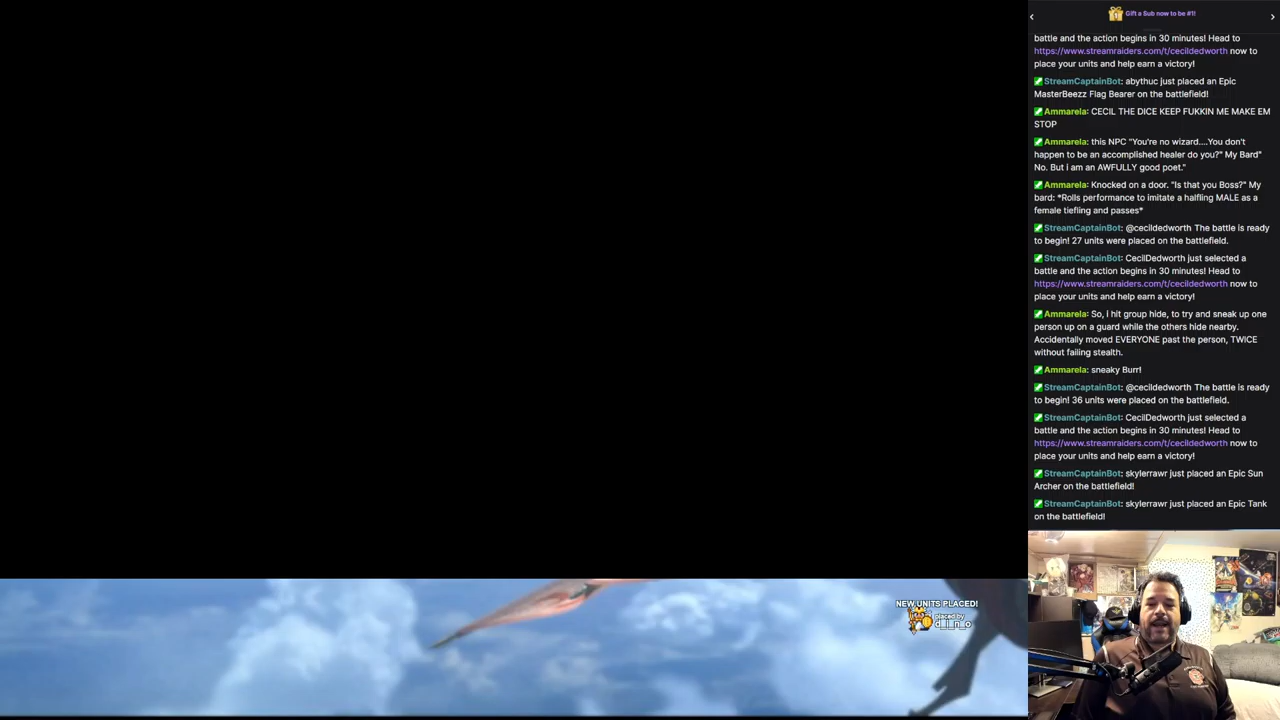 Gift a Sub now to be #1!
battle and the action begins in 30 minutes! Head to
https://www.streamraiders.com/t/cecildedworth now to
place your units and help earn a victory!
StreamCaptainBot: abythuc just placed an Epic
MasterBeezz Flag Bearer on the battlefield!
Ammarela: CECIL THE DICE KEEP FUKKIN ME MAKE EM
STOP
Ammarela: this NPC "You're no wizard....You don't
happen to be an accomplished healer do you?" My Bard"
No. But i am an AWFULLY good poet."
Ammarela: Knocked on a door. "Is that you Boss?" My
bard: *Rolls performance to imitate a halfling MALE as a
female tiefling and passes*
StreamCaptainBot: @cecildedworth The battle is ready
to begin! 27 units were placed on the battlefield.
StreamCaptainBot: CecilDedworth just selected a
battle and the action begins in 30 minutes! Head to
https://www.streamraiders.com/t/cecildedworth now to
place your units and help earn a victory!
Ammarela: So, i hit group hide, to try and sneak up one
person up on a guard while the others hide nearby.
Accidentally moved EVERYONE past the person, TWICE
without failing stealth.
Ammarela: sneaky Burr!
StreamCaptainBot: @cecildedworth The battle is ready
to begin! 36 units were placed on the battlefield.
StreamCaptainBot: CecilDedworth just selected a
battle and the action begins in 30 minutes! Head to
https://www.streamraiders.com/t/cecildedworth now to
place your units and help earn a victory!
StreamCaptainBot: skylerrawr just placed an Epic Sun
Archer on the battlefield!
StreamCaptainBot: skylerrawr just placed an Epic Tank
on the battlefield!
NEW UNITS PLACED!
placed by
d_i_n_o